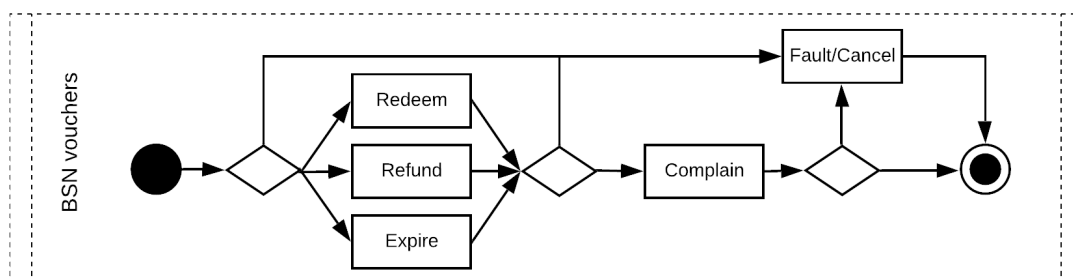 BSN vouchers
Fault/Cancel
Redeem
Refund
Complain
Expire